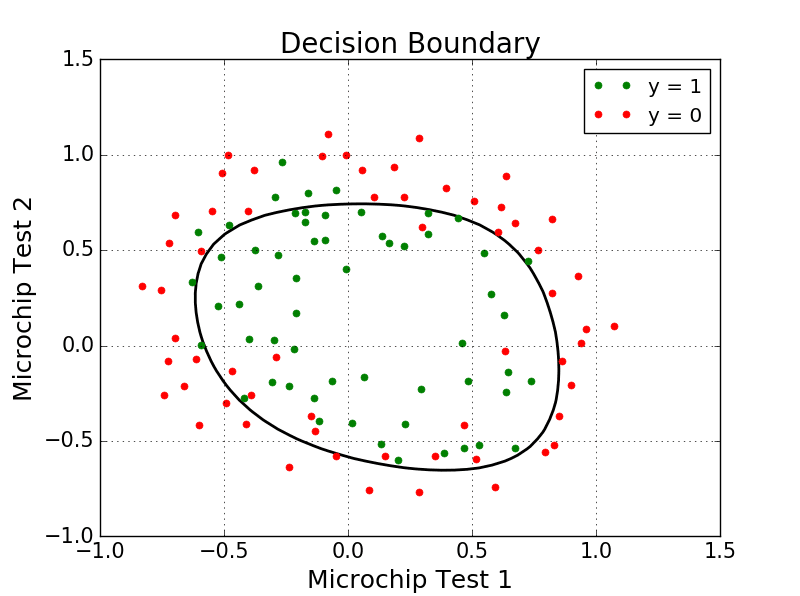 Decision Boundary
y = 1
y = 0
Microchip Test 2
1.5
1.0
0.5
0.0
−0.5
−1.0
−1.0 −0.5 0.0 0.5 1.0 1.5
Microchip Test 1